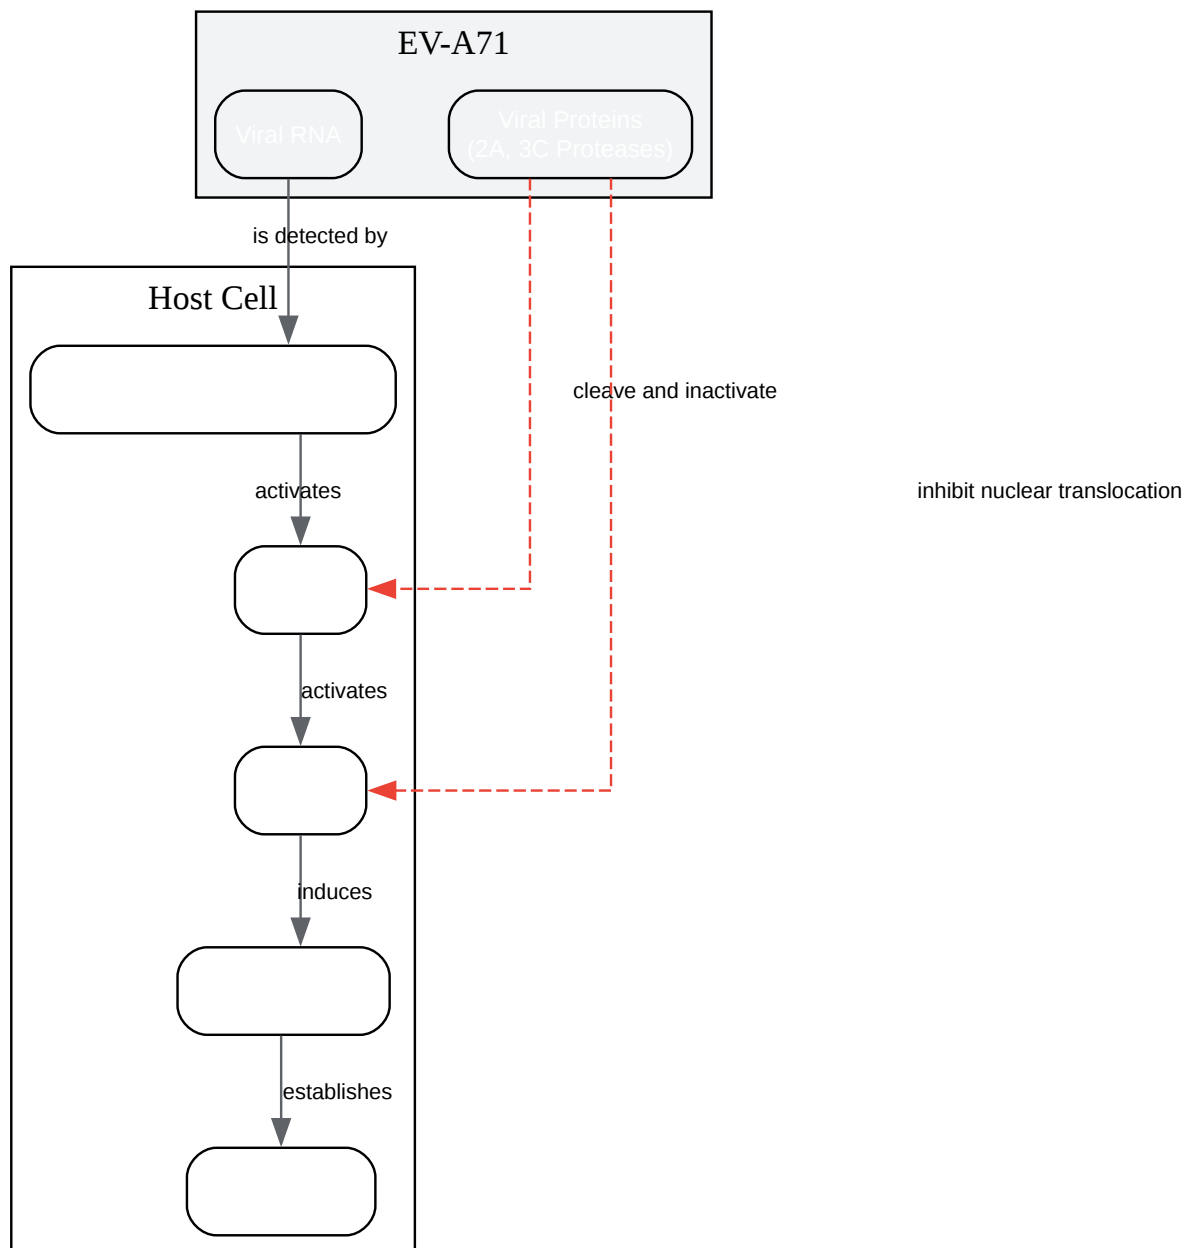 EV-A71
Viral RNA
Viral Proteins
(2A, 3C Proteases)
is detected by
Host Cell
cleave and inactivate
activates
inhibit nuclear translocation
activates
induces
establishes